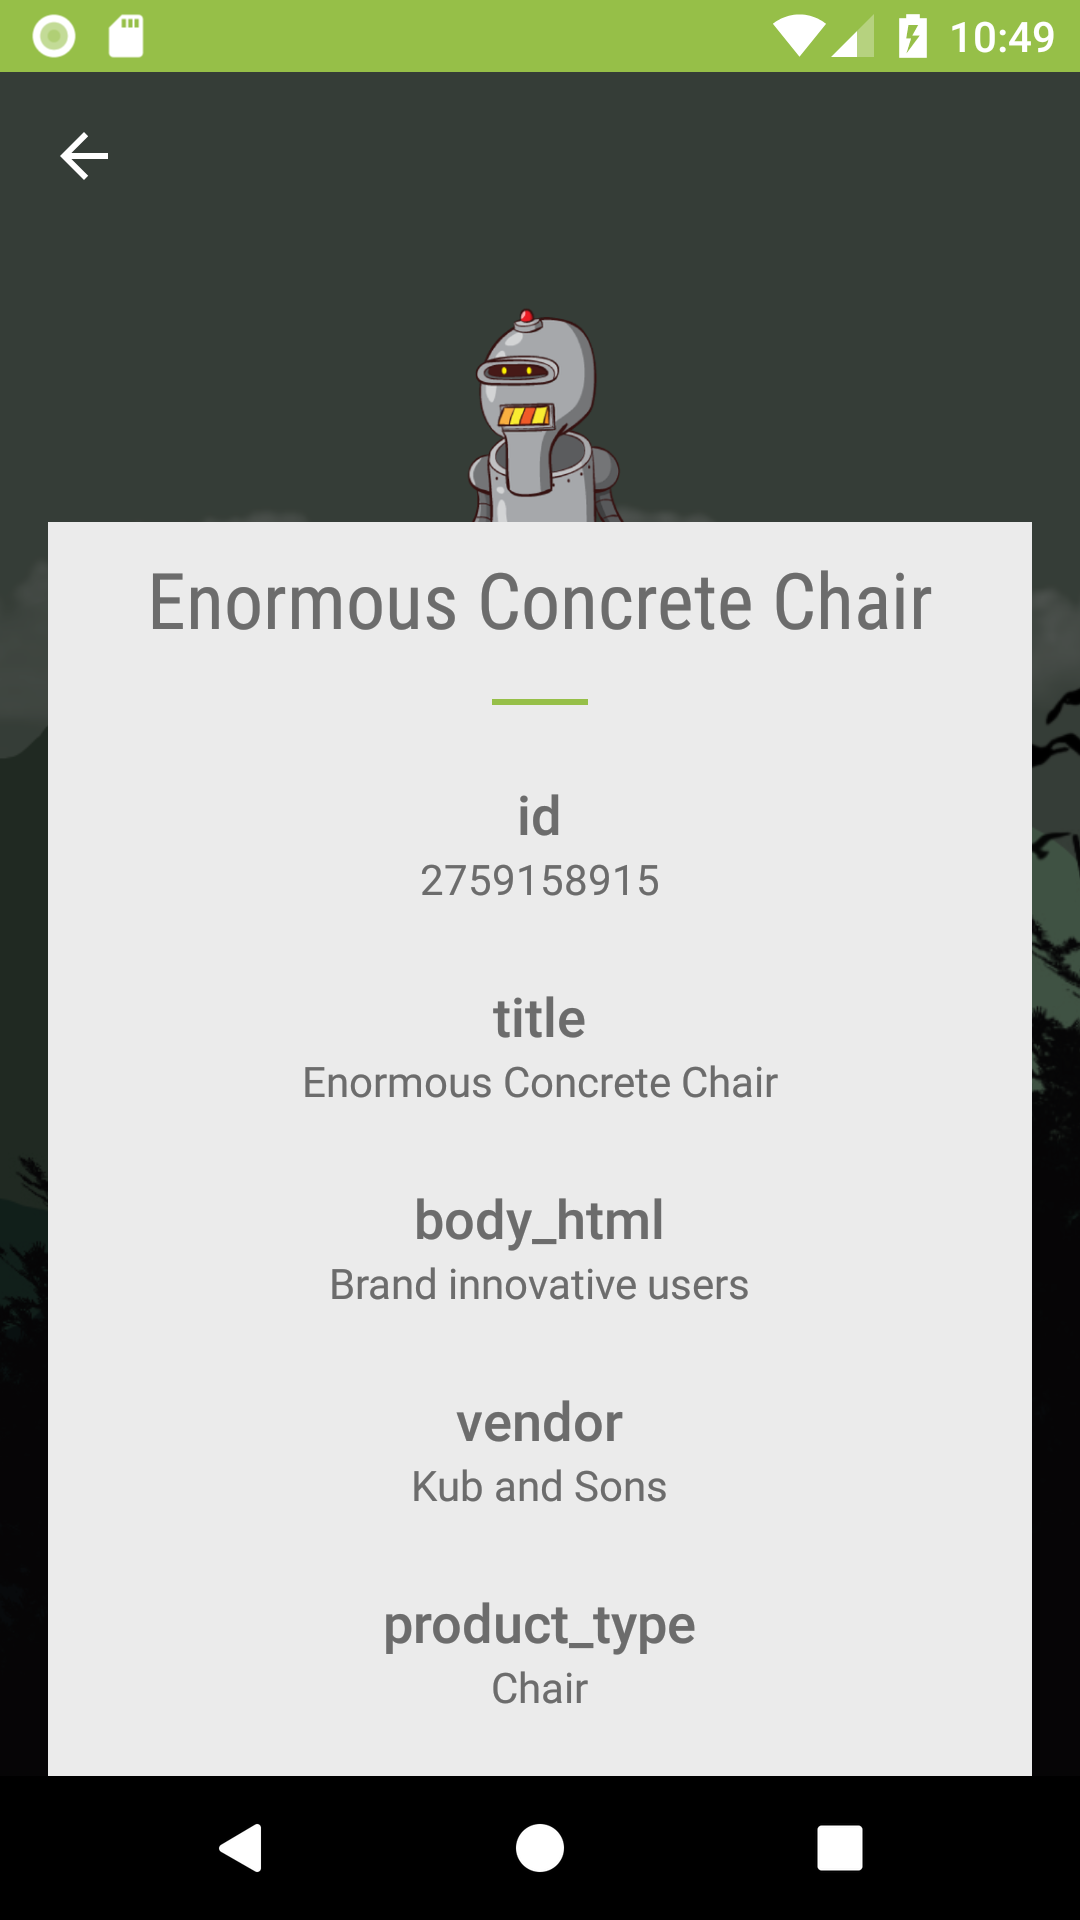 10:49
Enormous Concrete Chair
id
2759158915
title
Enormous Concrete Chair
body_html
Brand innovative users
vendor
Kub and Sons
product_type
Chair